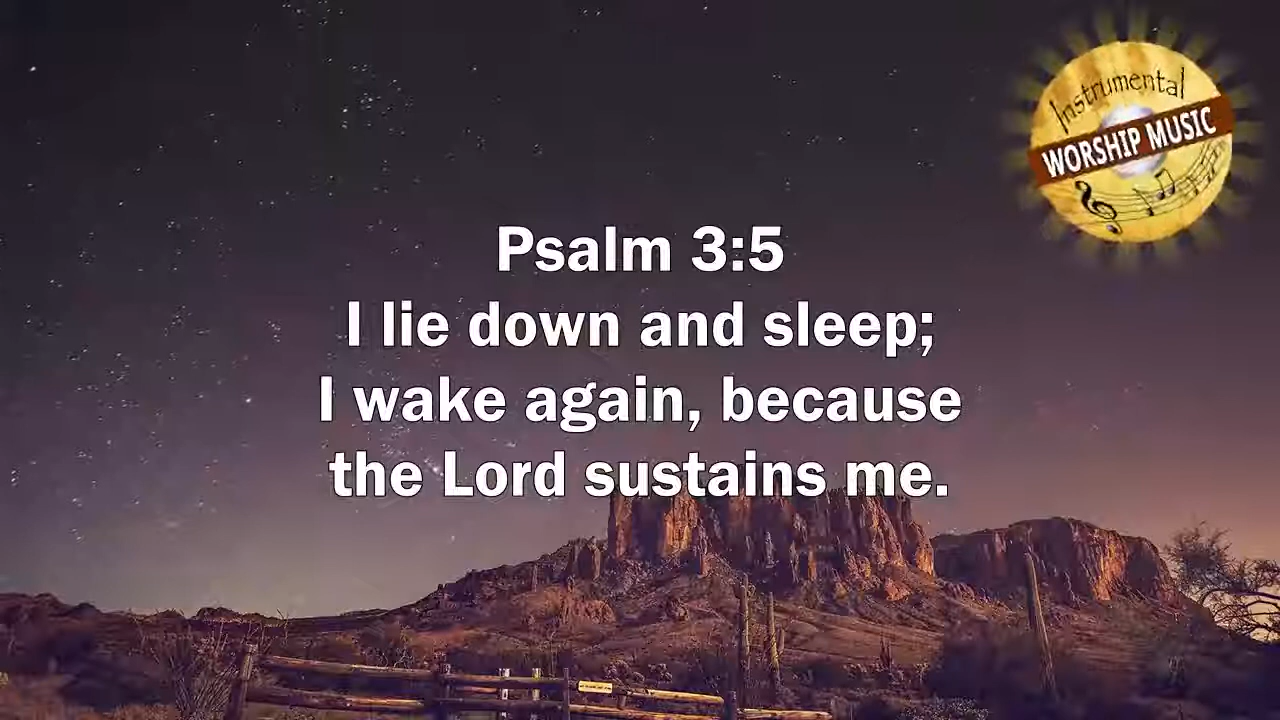 Instrumental
WORSHIP MUSIC
Psalm 3:5
I lie down and sleep;
I wake again, because
the Lord sustains me.